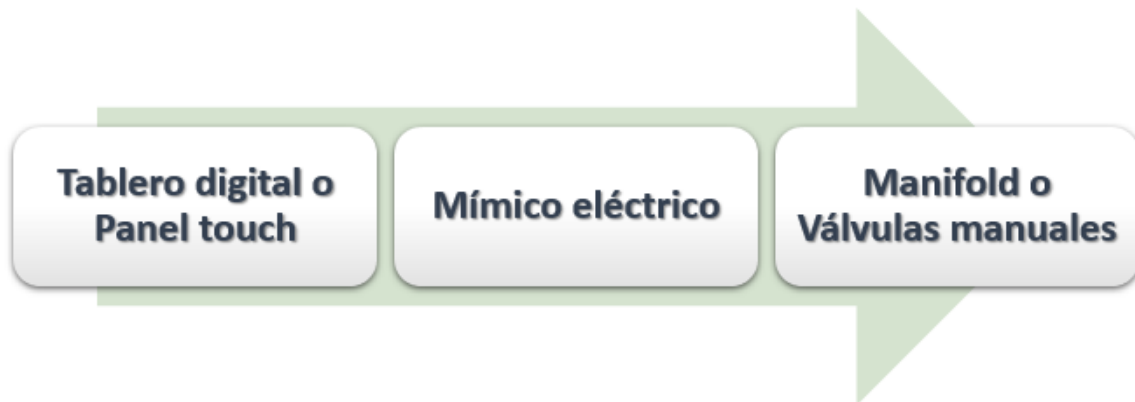 Tablero digital o
Panel touch
Mímico eléctrico
Manifold o
Válvulas manuales